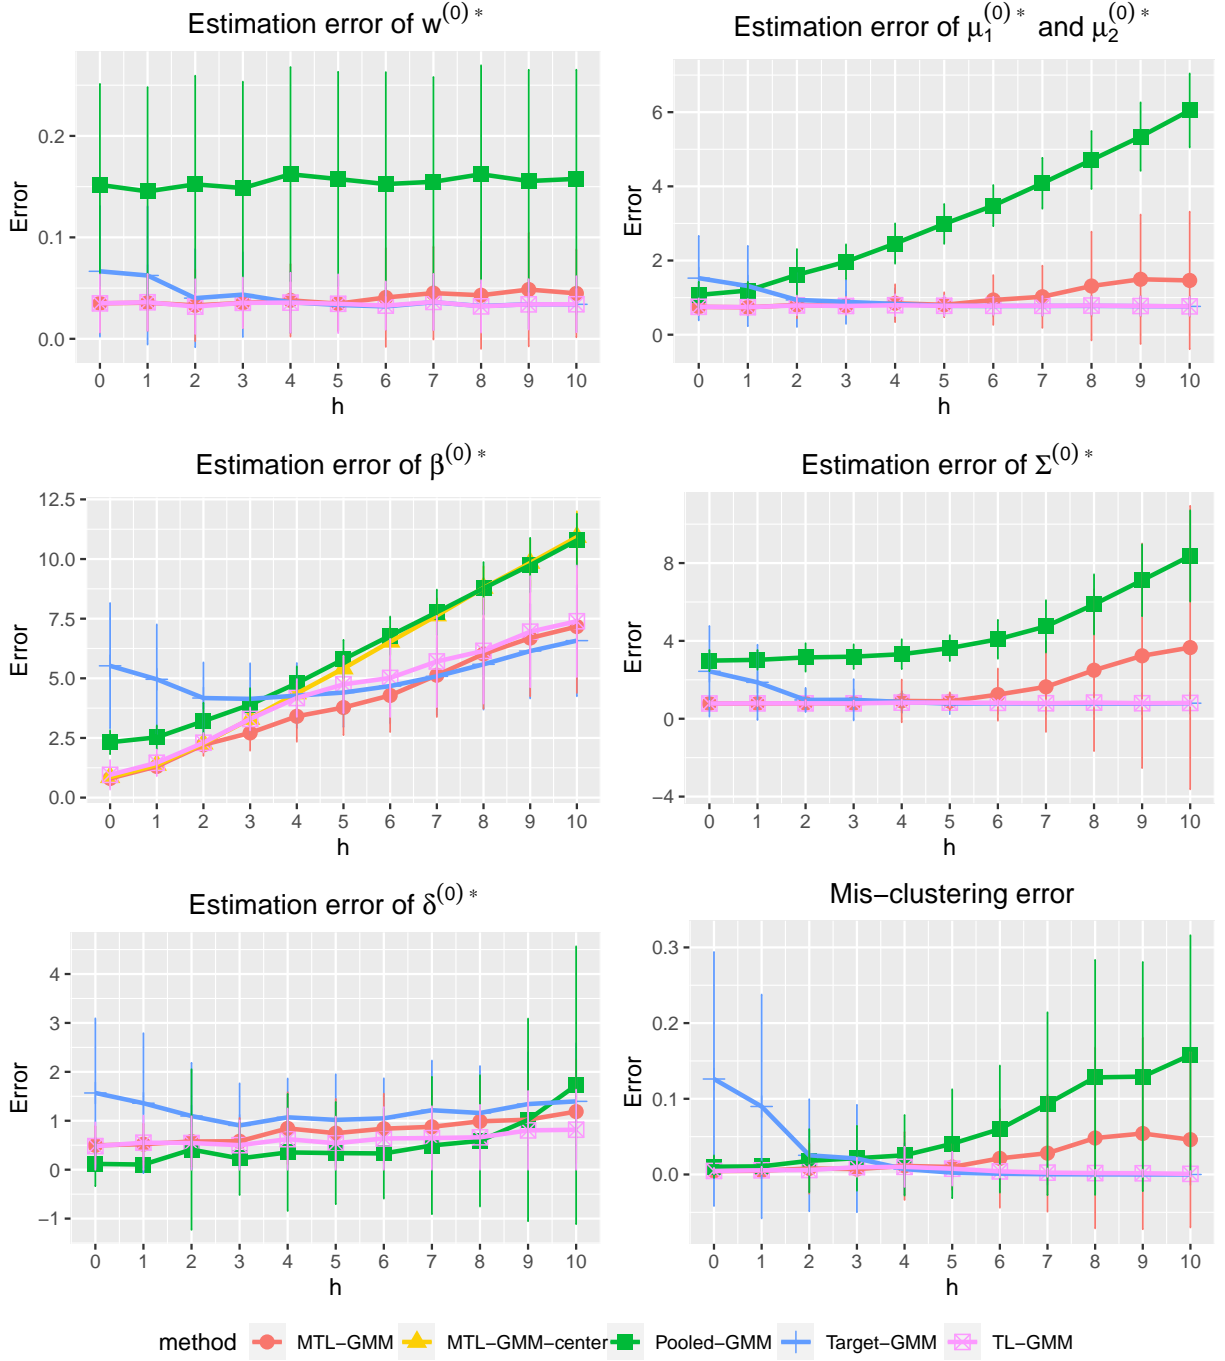 Estimation error of w^(0)*
Error
0.2
0.1
0.0
0 1 2 3 4 5 6 7 8 9 10
h
Estimation error of μ₁^(0)* and μ₂^(0)*
Error
6
4
2
0
0 1 2 3 4 5 6 7 8 9 10
h
Estimation error of β^(0)*
Error
12.5
10.0
7.5
5.0
2.5
0.0
0 1 2 3 4 5 6 7 8 9 10
h
Estimation error of Σ^(0)*
Error
8
4
0
−4
0 1 2 3 4 5 6 7 8 9 10
h
Estimation error of δ^(0)*
Error
4
3
2
1
0
−1
0 1 2 3 4 5 6 7 8 9 10
h
Mis−clustering error
Error
0.3
0.2
0.1
0.0
0 1 2 3 4 5 6 7 8 9 10
h
method MTL−GMM MTL−GMM−center Pooled−GMM Target−GMM TL−GMM